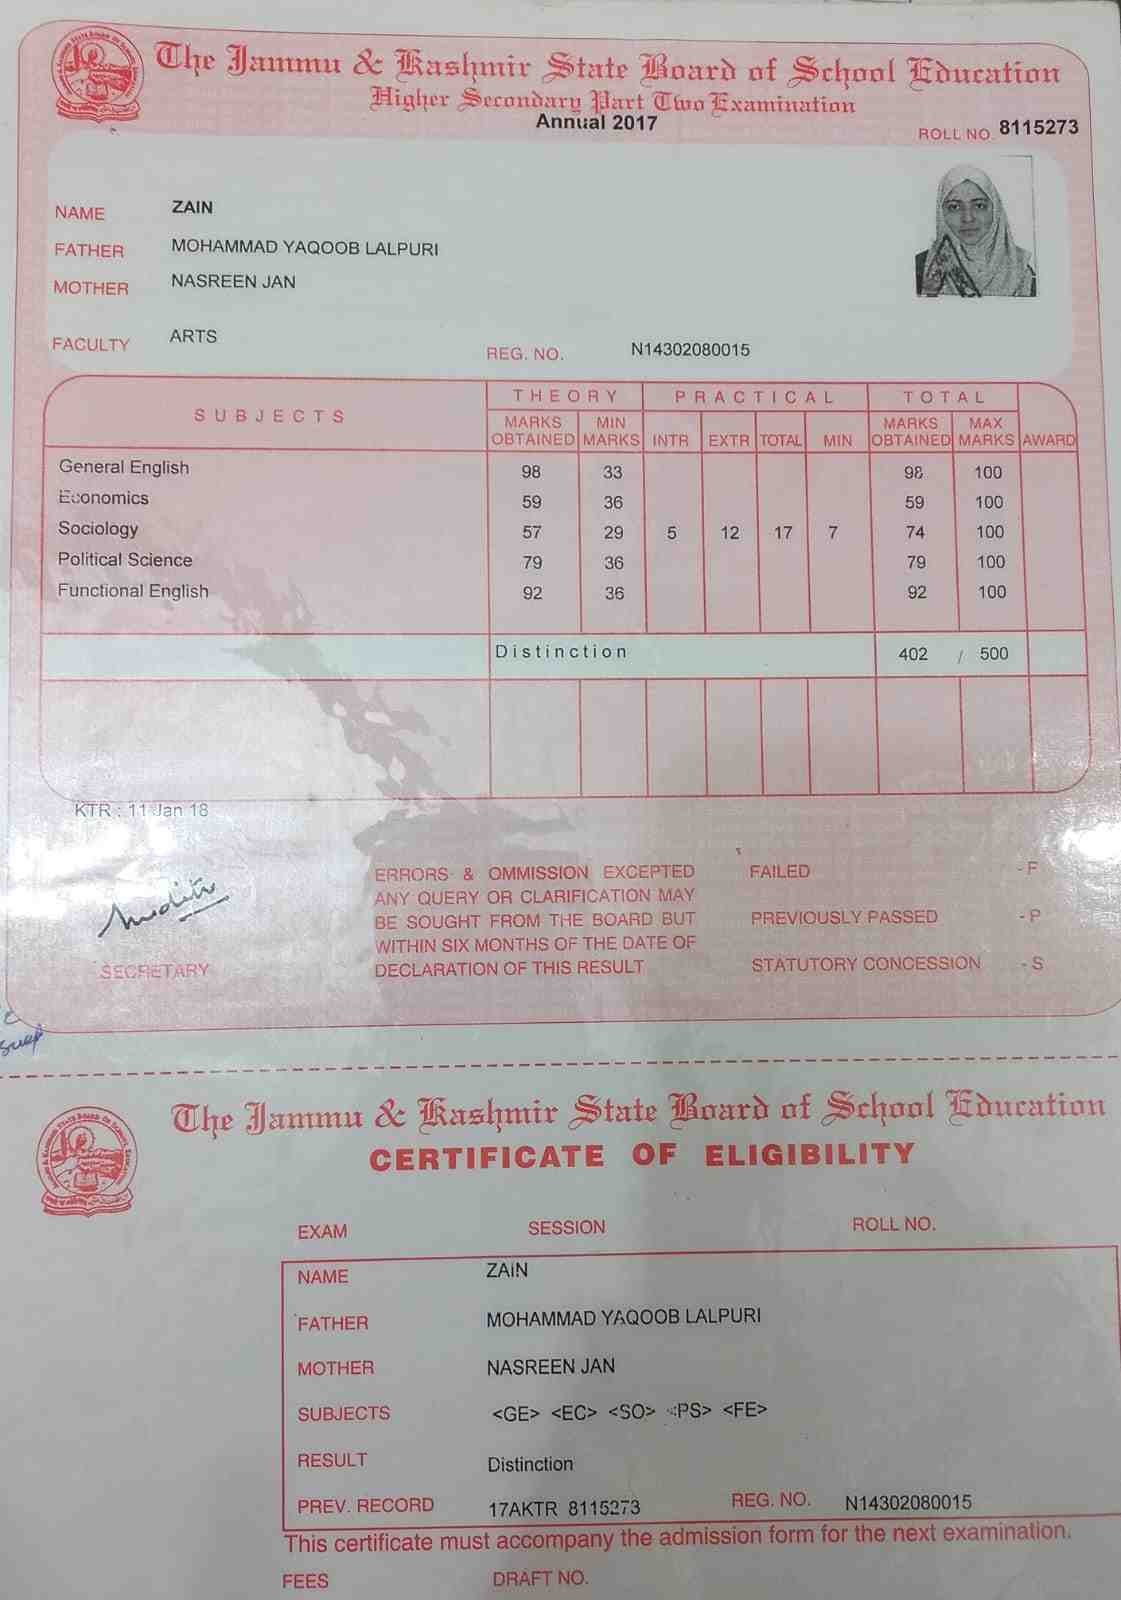 The Jammu & Kashmir State Board of School Education
Higher Secondary Part Two Examination
Annual 2017
ROLL NO. 8115273
NAME ZAIN
FATHER MOHAMMAD YAQOOB LALPURI
MOTHER NASREEN JAN
FACULTY ARTS
REG. NO. N14302080015
SUBJECTS THEORY PRACTICAL TOTAL
MARKS OBTAINED MIN MARKS INTR EXTR TOTAL MIN MARKS OBTAINED MAX MARKS AWARD
General English 98 33 98 100
Economics 59 36 59 100
Sociology 57 29 5 12 17 7 74 100
Political Science 79 36 79 100
Functional English 92 36 92 100
Distinction 402 / 500
KTR : 11 Jan 18
SECRETARY
ERRORS & OMMISSION EXCEPTED
ANY QUERY OR CLARIFICATION MAY
BE SOUGHT FROM THE BOARD BUT
WITHIN SIX MONTHS OF THE DATE OF
DECLARATION OF THIS RESULT
FAILED - F
PREVIOUSLY PASSED - P
STATUTORY CONCESSION - S
The Jammu & Kashmir State Board of School Education
CERTIFICATE OF ELIGIBILITY
EXAM SESSION ROLL NO.
NAME ZAIN
FATHER MOHAMMAD YAQOOB LALPURI
MOTHER NASREEN JAN
SUBJECTS <GE> <EC> <SO> <PS> <FE>
RESULT Distinction
PREV. RECORD 17AKTR 8115273 REG. NO. N14302080015
This certificate must accompany the admission form for the next examination.
FEES DRAFT NO.